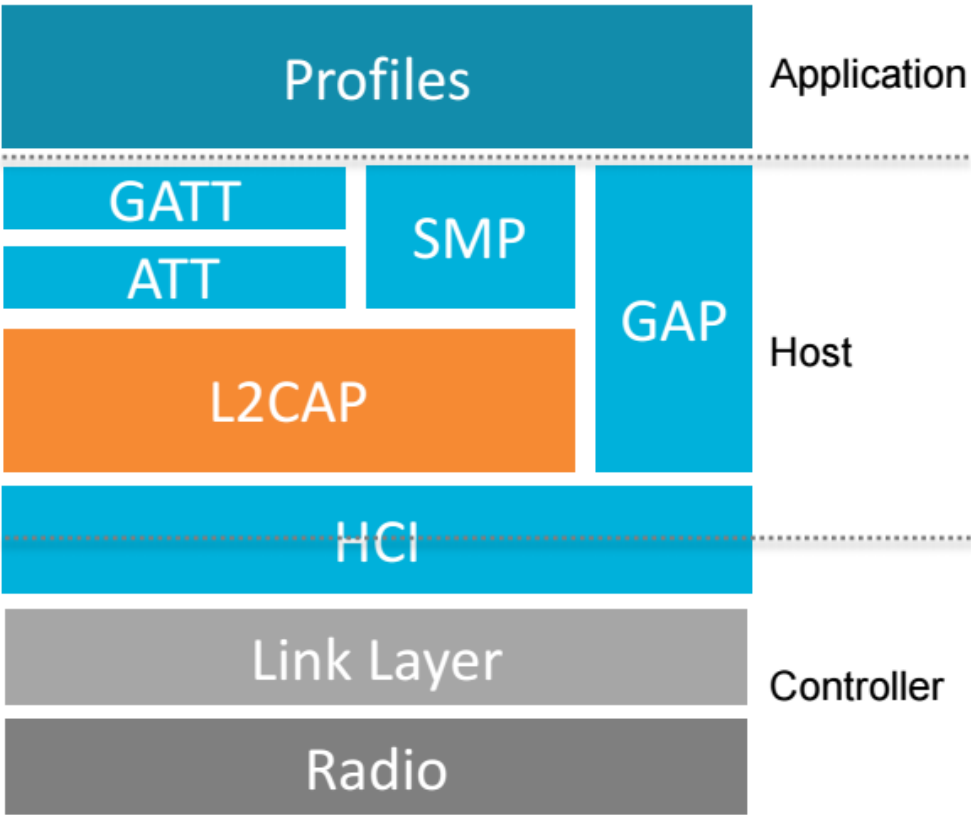 Profiles
Application
GATT
SMP
ATT
GAP
Host
L2CAP
HCI
Link Layer
Controller
Radio